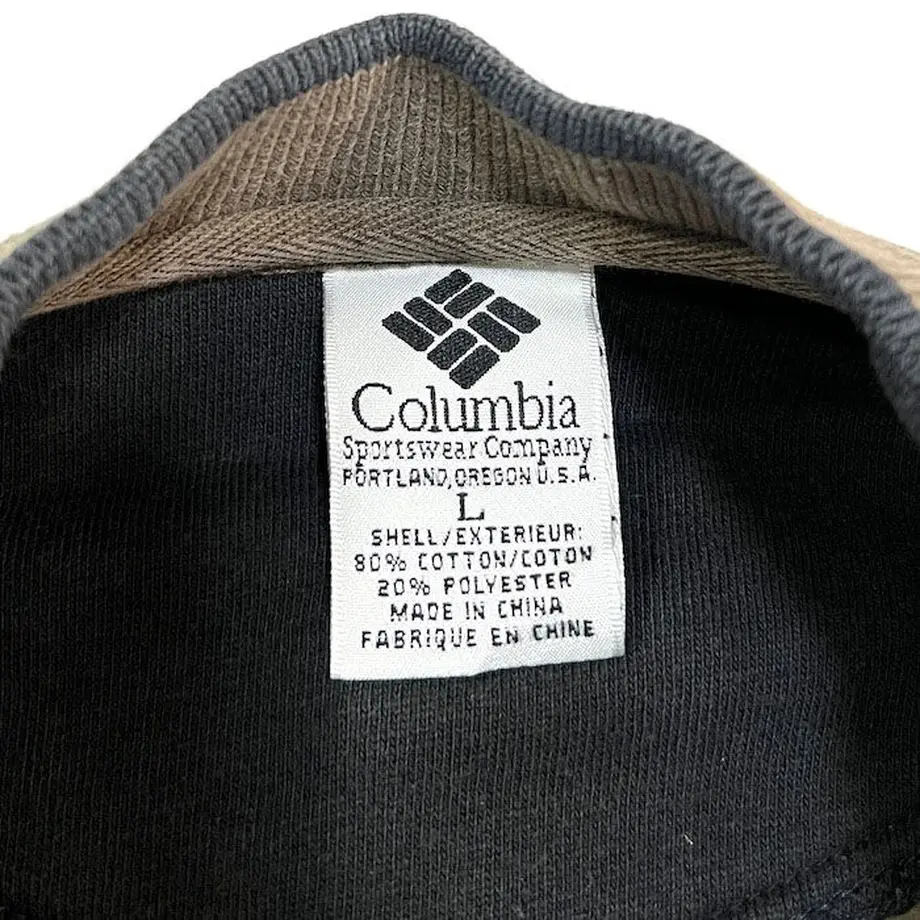 Columbia
Sportswear Company
PORTLAND, OREGON U.S.A.
L
SHELL/EXTERIEUR:
80% COTTON/COTON
20% POLYESTER
MADE IN CHINA
FABRIQUE EN CHINE